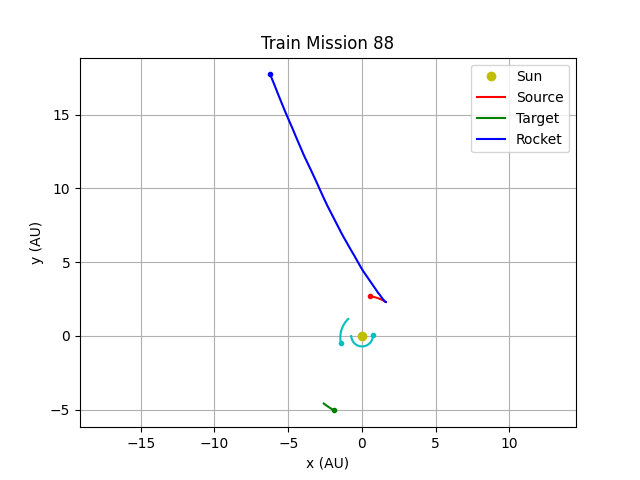 Train Mission 88
Sun
Source
Target
Rocket
y (AU)
15
10
5
0
−5
−15
−10
−5
0
5
10
x (AU)